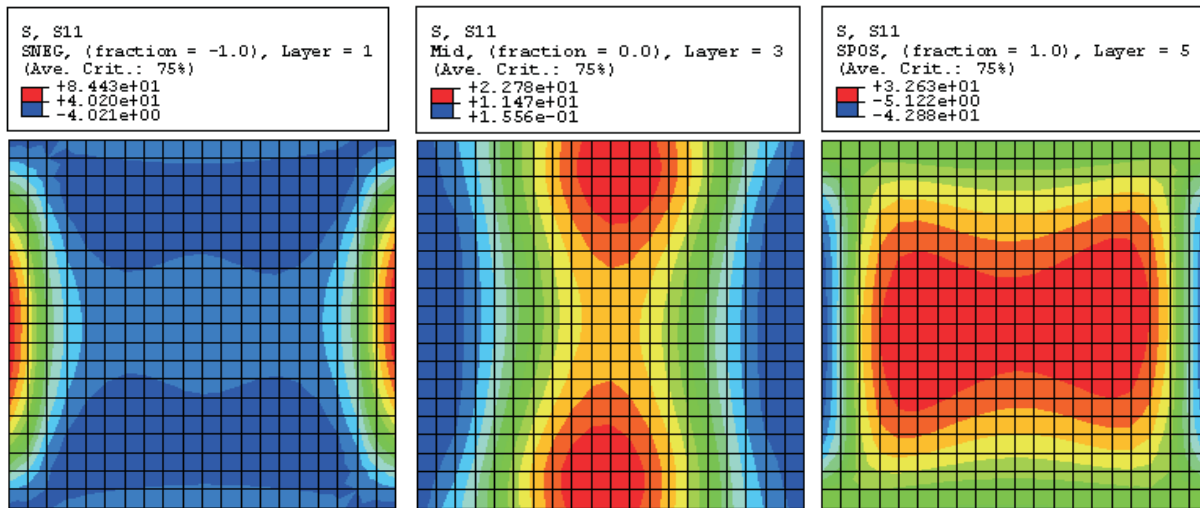 S, S11
SNEG, (fraction = -1.0), Layer = 1
(Ave. Crit.: 75%)
+8.443e+01
+4.020e+01
-4.021e+00
S, S11
Mid, (fraction = 0.0), Layer = 3
(Ave. Crit.: 75%)
+2.278e+01
+1.147e+01
+1.556e-01
S, S11
SPOS, (fraction = 1.0), Layer = 5
(Ave. Crit.: 75%)
+3.263e+01
-5.122e+00
-4.288e+01